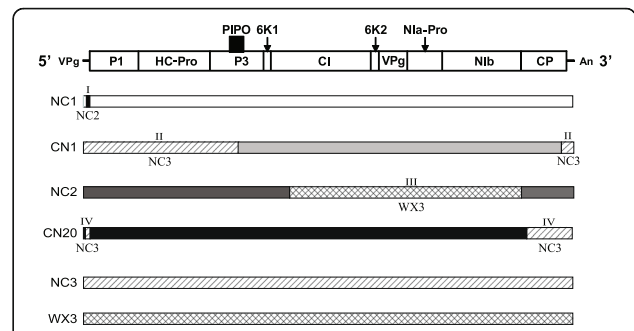 PIPO 6K1 6K2 NIa-Pro
5’ VPg P1 HC-Pro P3 CI VPg NIb CP An 3’
I
NC1
NC2
II II
CN1
NC3 NC3
III
NC2
WX3
IV IV
CN20
NC3 NC3
NC3
WX3